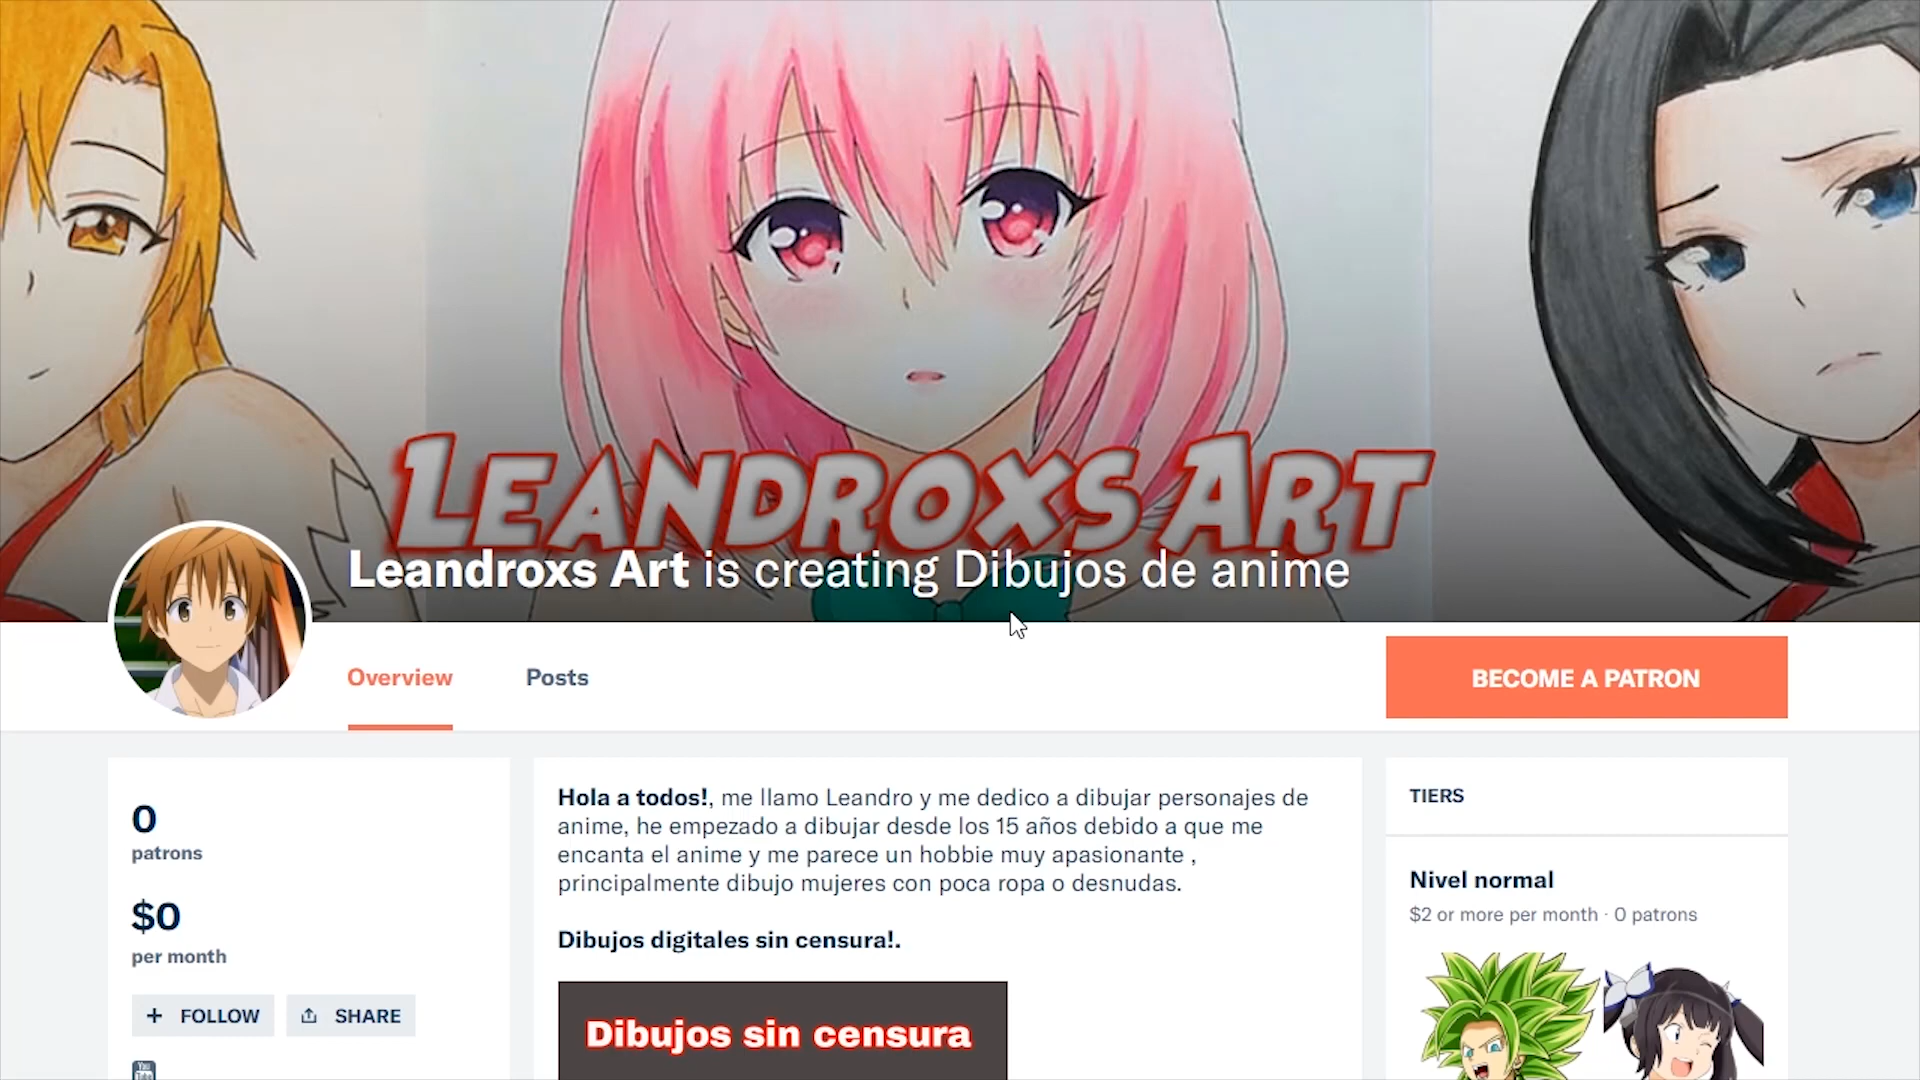 LEANDROXS ART
Leandroxs Art is creating Dibujos de anime
Overview
Posts
BECOME A PATRON
0
patrons
$0
per month
+ FOLLOW
SHARE
You
Tube
Hola a todos!, me llamo Leandro y me dedico a dibujar personajes de
anime, he empezado a dibujar desde los 15 años debido a que me
encanta el anime y me parece un hobbie muy apasionante ,
principalmente dibujo mujeres con poca ropa o desnudas.
Dibujos digitales sin censura!.
Dibujos sin censura
TIERS
Nivel normal
$2 or more per month · 0 patrons